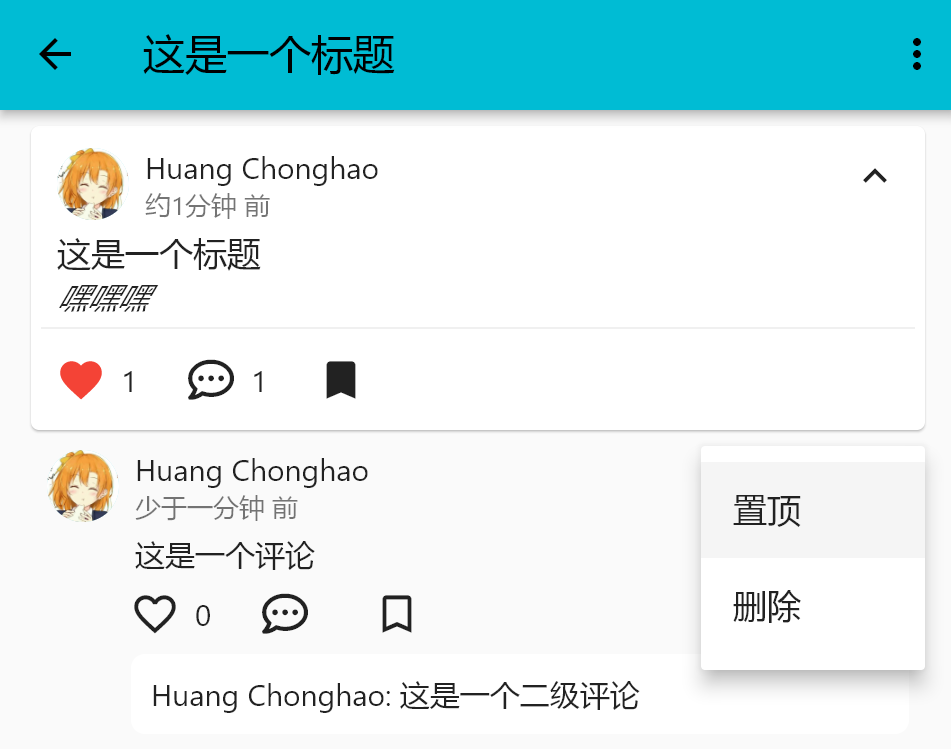 这是一个标题
Huang Chonghao
约1分钟 前
这是一个标题
嘿嘿嘿
1 1
Huang Chonghao
少于一分钟 前
这是一个评论
0
置顶
删除
Huang Chonghao: 这是一个二级评论